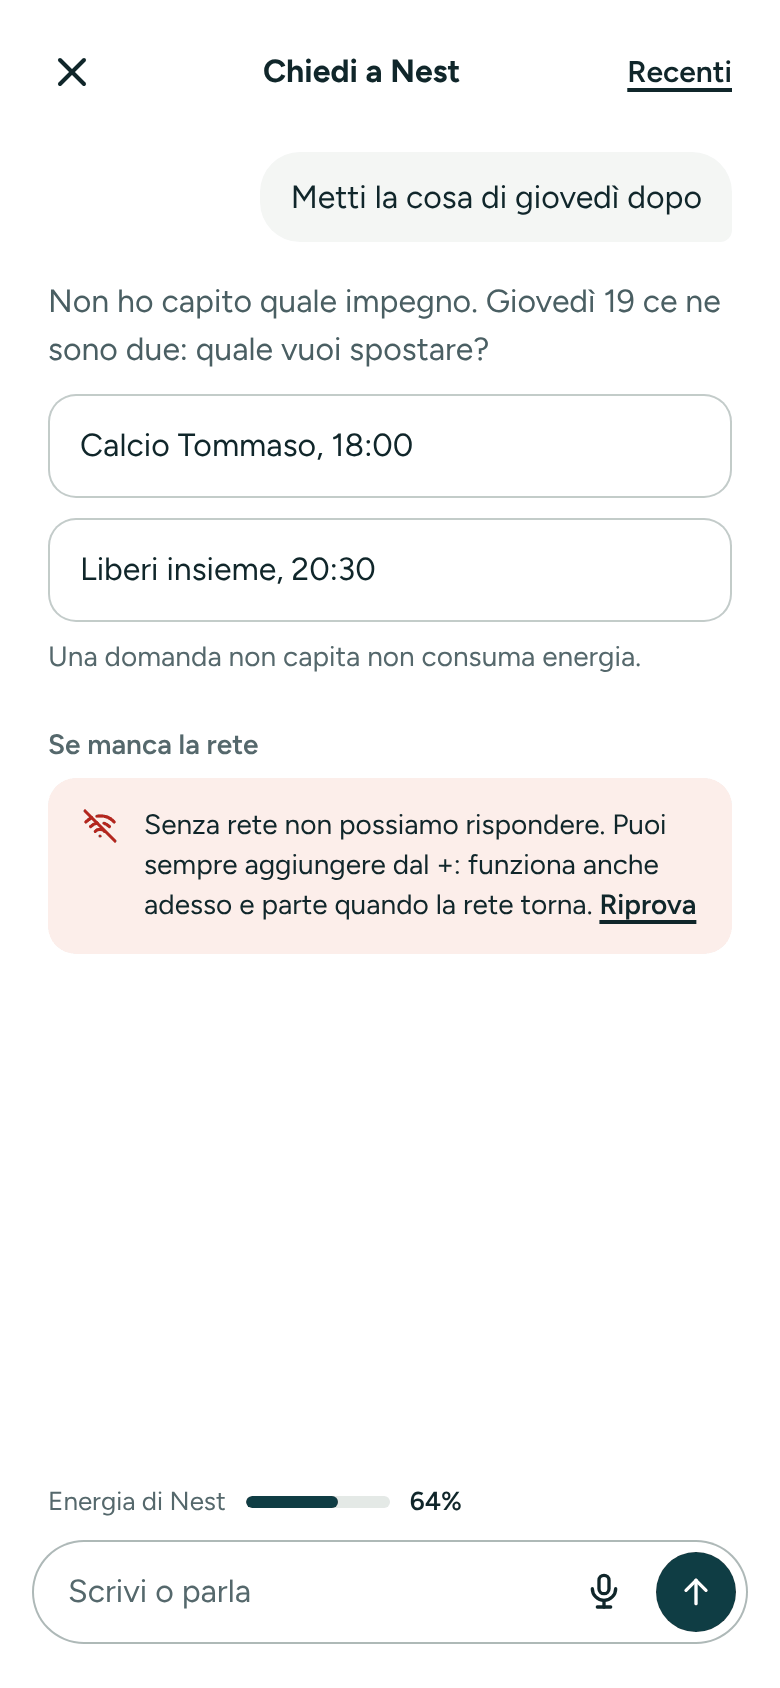 Chiedi a Nest
Recenti
Metti la cosa di giovedì dopo
Non ho capito quale impegno. Giovedì 19 ce ne
sono due: quale vuoi spostare?
Calcio Tommaso, 18:00
Liberi insieme, 20:30
Una domanda non capita non consuma energia.
Se manca la rete
Senza rete non possiamo rispondere. Puoi
sempre aggiungere dal +: funziona anche
adesso e parte quando la rete torna. Riprova
Energia di Nest
64%
Scrivi o parla